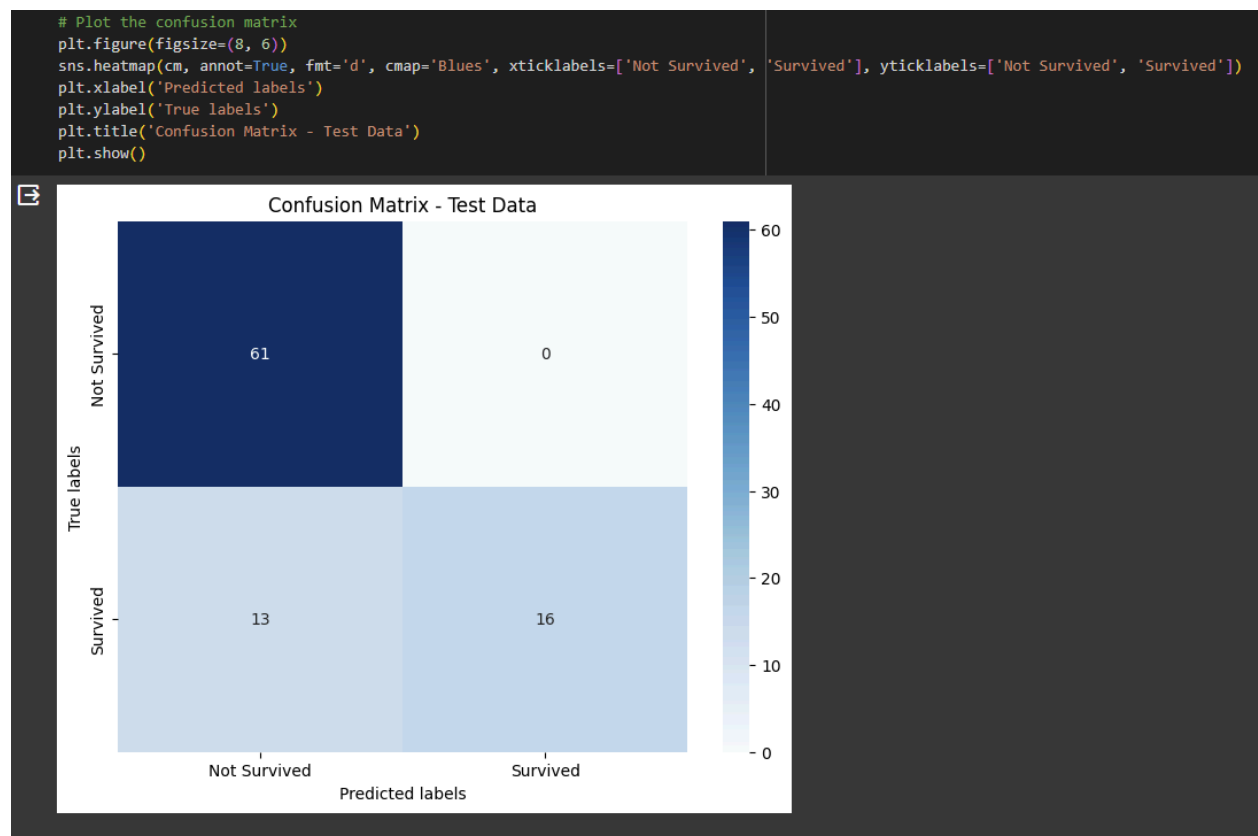 # Plot the confusion matrix
plt.figure(figsize=(8, 6))
sns.heatmap(cm, annot=True, fmt='d', cmap='Blues', xticklabels=['Not Survived', 'Survived'], yticklabels=['Not Survived', 'Survived'])
plt.xlabel('Predicted labels')
plt.ylabel('True labels')
plt.title('Confusion Matrix - Test Data')
plt.show()
Confusion Matrix - Test Data
True labels
Not Survived
61
0
Survived
13
16
Not Survived
Survived
Predicted labels
60
50
40
30
20
10
0